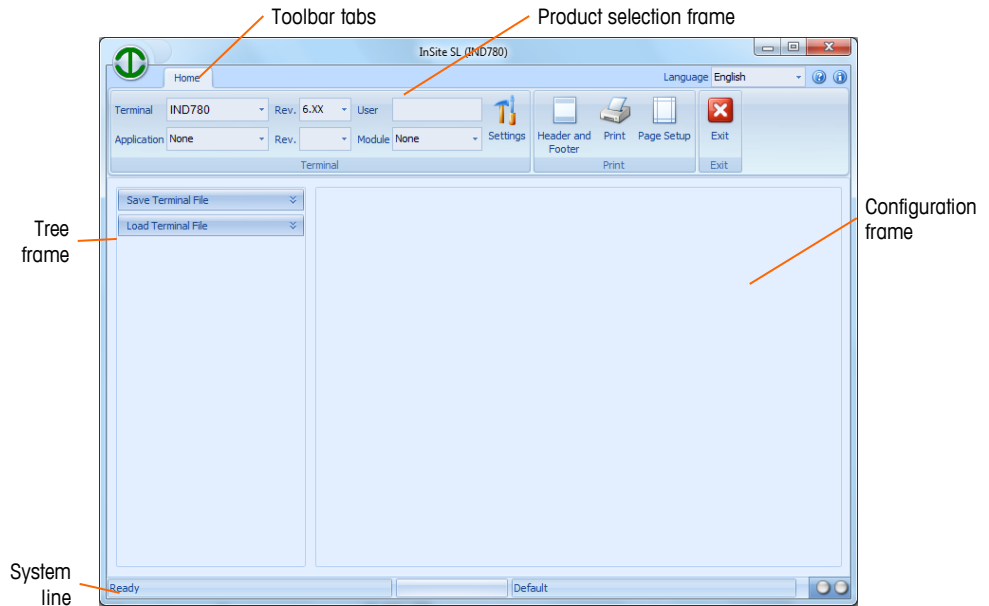 Toolbar tabs
Product selection frame
InSite SL (IND780)
Home
Language English
Terminal IND780 Rev. 6.XX User
Application None Rev. Module None
Settings
Header and Footer
Print
Page Setup
Exit
Terminal
Print
Exit
Save Terminal File
Load Terminal File
Tree
frame
Configuration
frame
System
line
Ready
Default